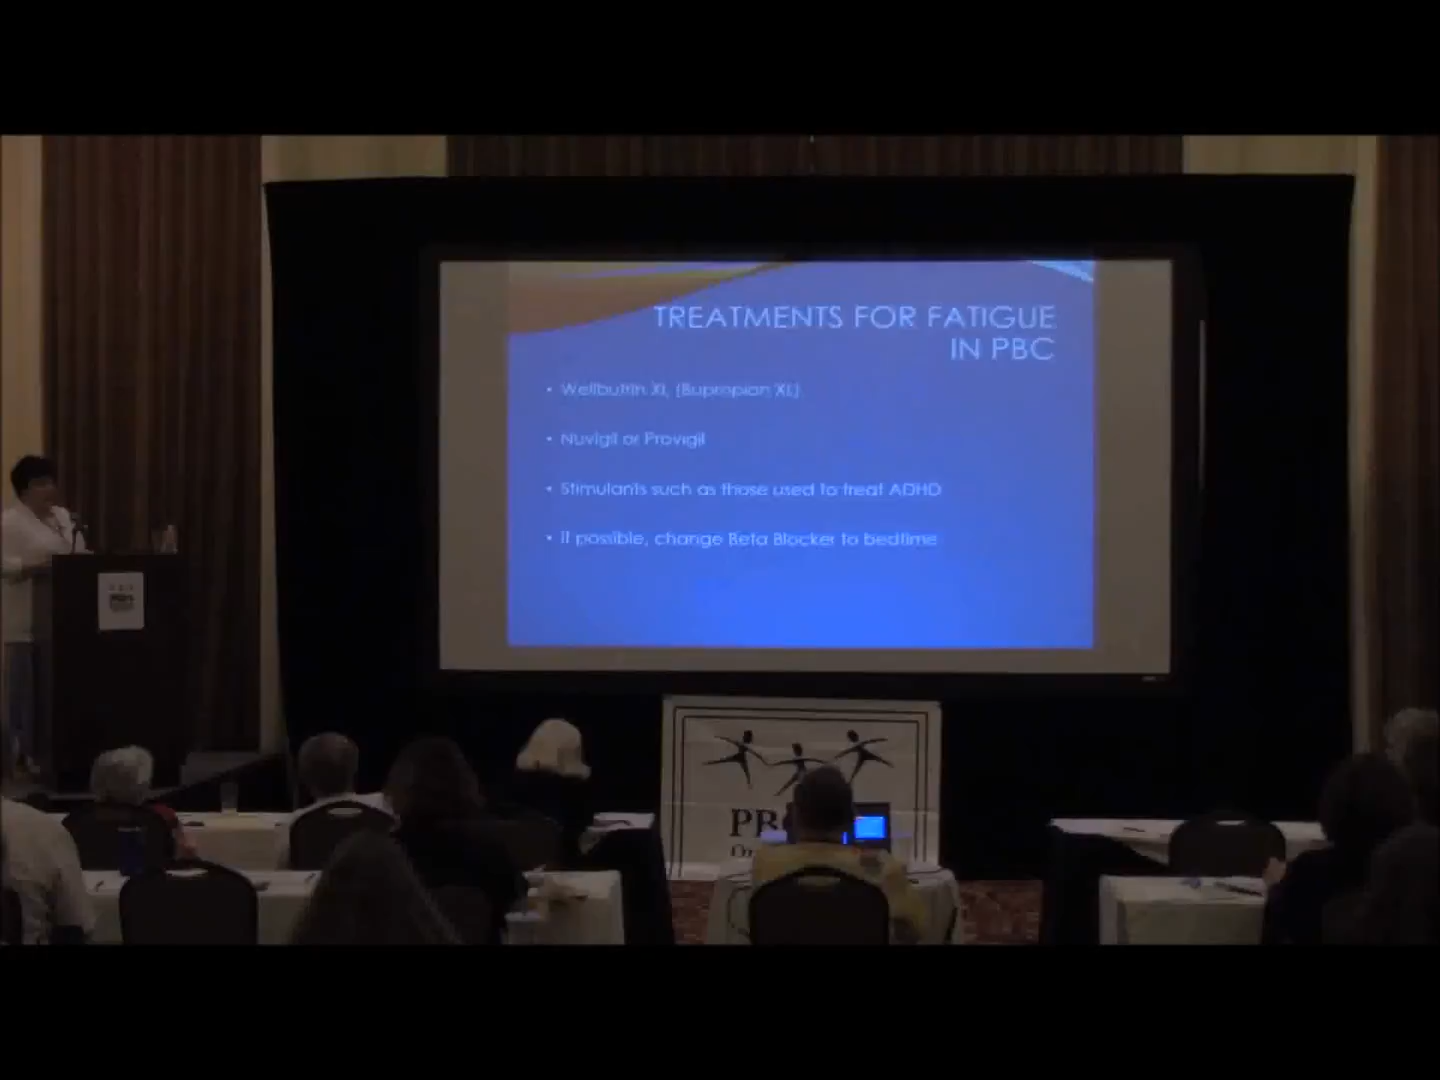 TREATMENTS FOR FATIGUE
IN PBC
• Wellbutrin XL (Bupropian XL)
• Nuvigil or Provigil
• Stimulants such as those used to treat ADHD
• If possible, change Beta Blocker to bedtime